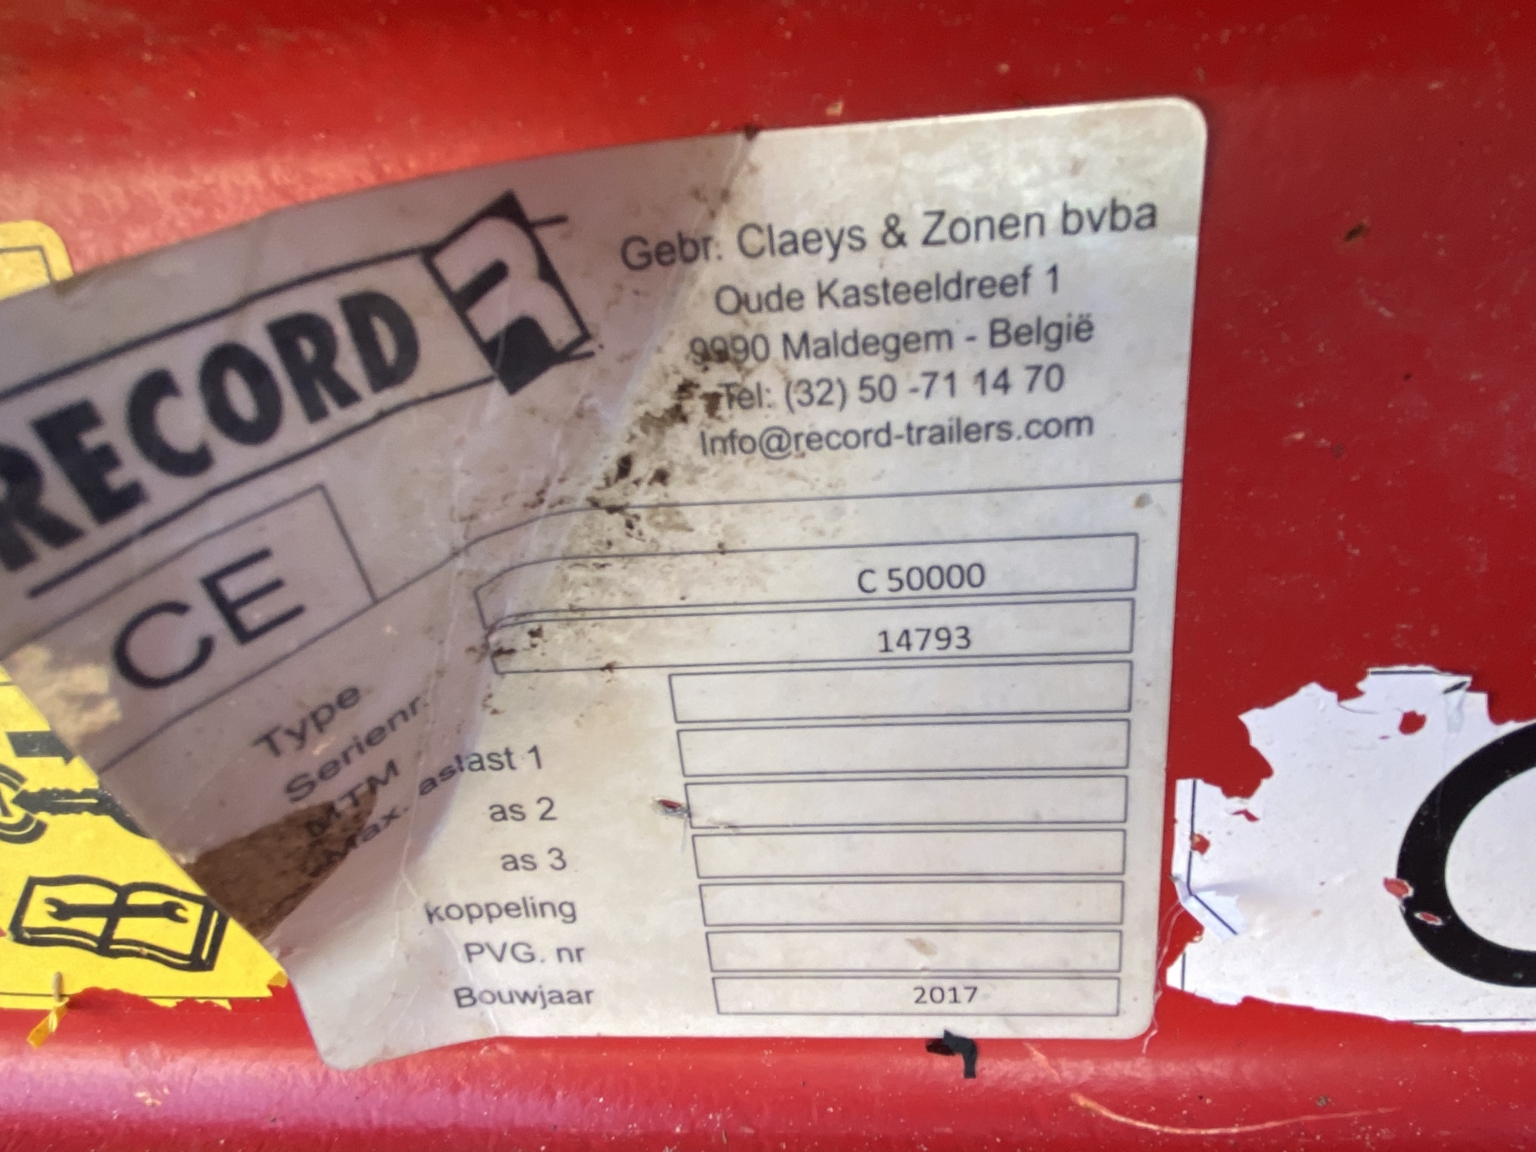 RECORD
Gebr. Claeys & Zonen bvba
Oude Kasteeldreef 1
9990 Maldegem - België
Tel: (32) 50 -71 14 70
Info@record-trailers.com
CE
Type C 50000
Serienr. 14793
MTM
Max. aslast 1
as 2
as 3
koppeling
PVG. nr
Bouwjaar 2017